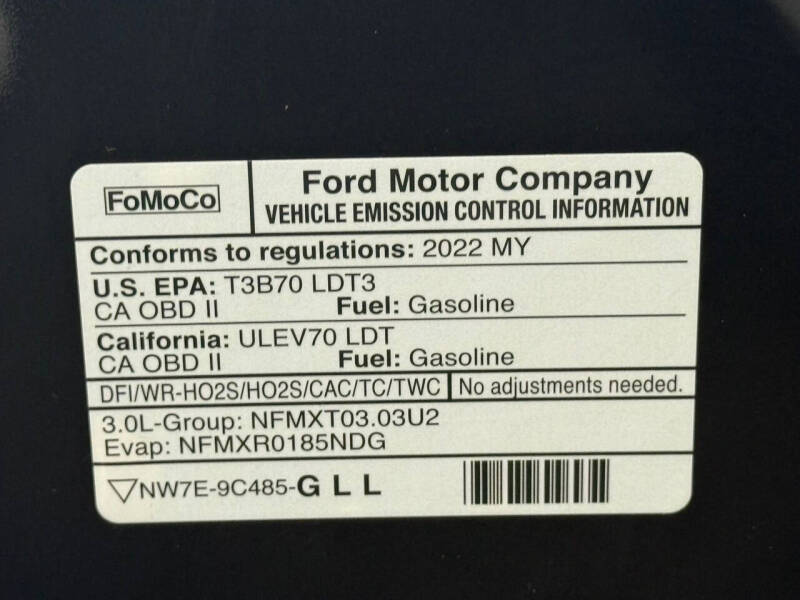 FoMoCo
Ford Motor Company
VEHICLE EMISSION CONTROL INFORMATION
Conforms to regulations: 2022 MY
U.S. EPA: T3B70 LDT3
CA OBD II Fuel: Gasoline
California: ULEV70 LDT
CA OBD II Fuel: Gasoline
DFI/WR-HO2S/HO2S/CAC/TC/TWC No adjustments needed.
3.0L-Group: NFMXT03.03U2
Evap: NFMXR0185NDG
NW7E-9C485-G L L